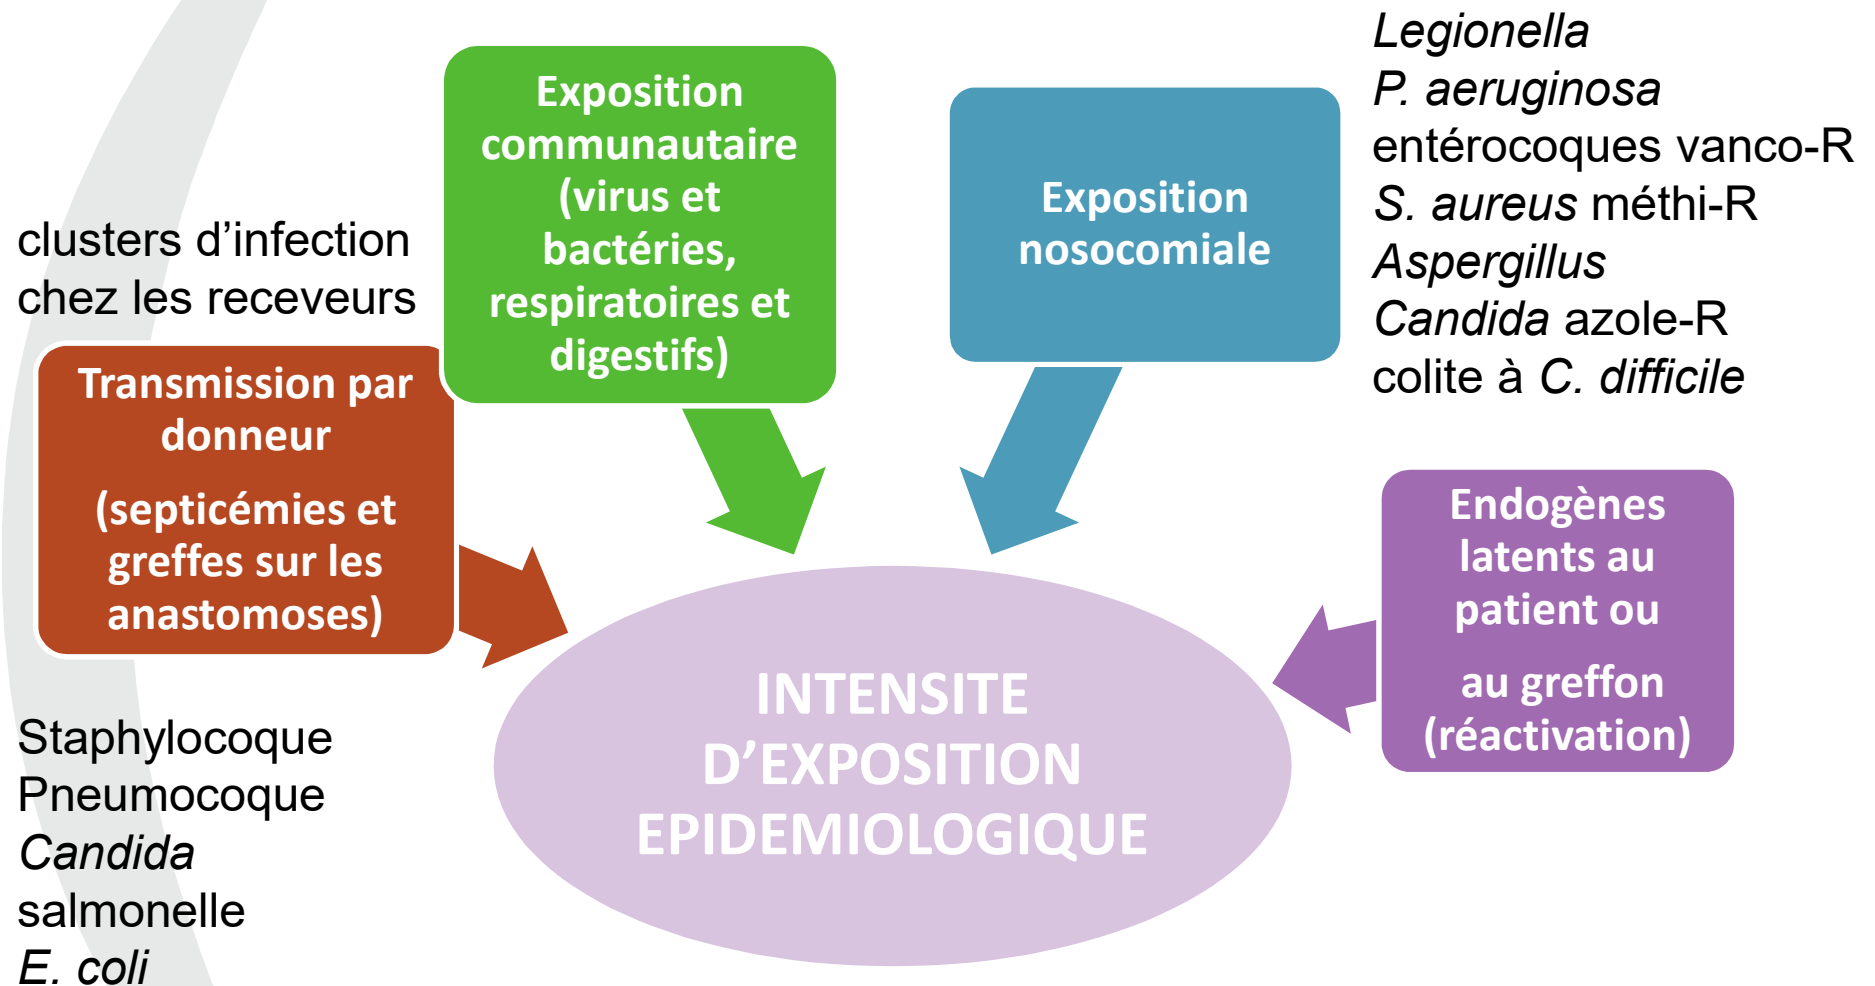 clusters d’infection
chez les receveurs
Transmission par
donneur
(septicémies et
greffes sur les
anastomoses)
Staphylocoque
Pneumocoque
Candida
salmonelle
E. coli
Exposition
communautaire
(virus et
bactéries,
respiratoires et
digestifs)
Exposition
nosocomiale
Legionella
P. aeruginosa
entérocoques vanco-R
S. aureus méthi-R
Aspergillus
Candida azole-R
colite à C. difficile
Endogènes
latents au
patient ou
au greffon
(réactivation)
INTENSITE
D’EXPOSITION
EPIDEMIOLOGIQUE